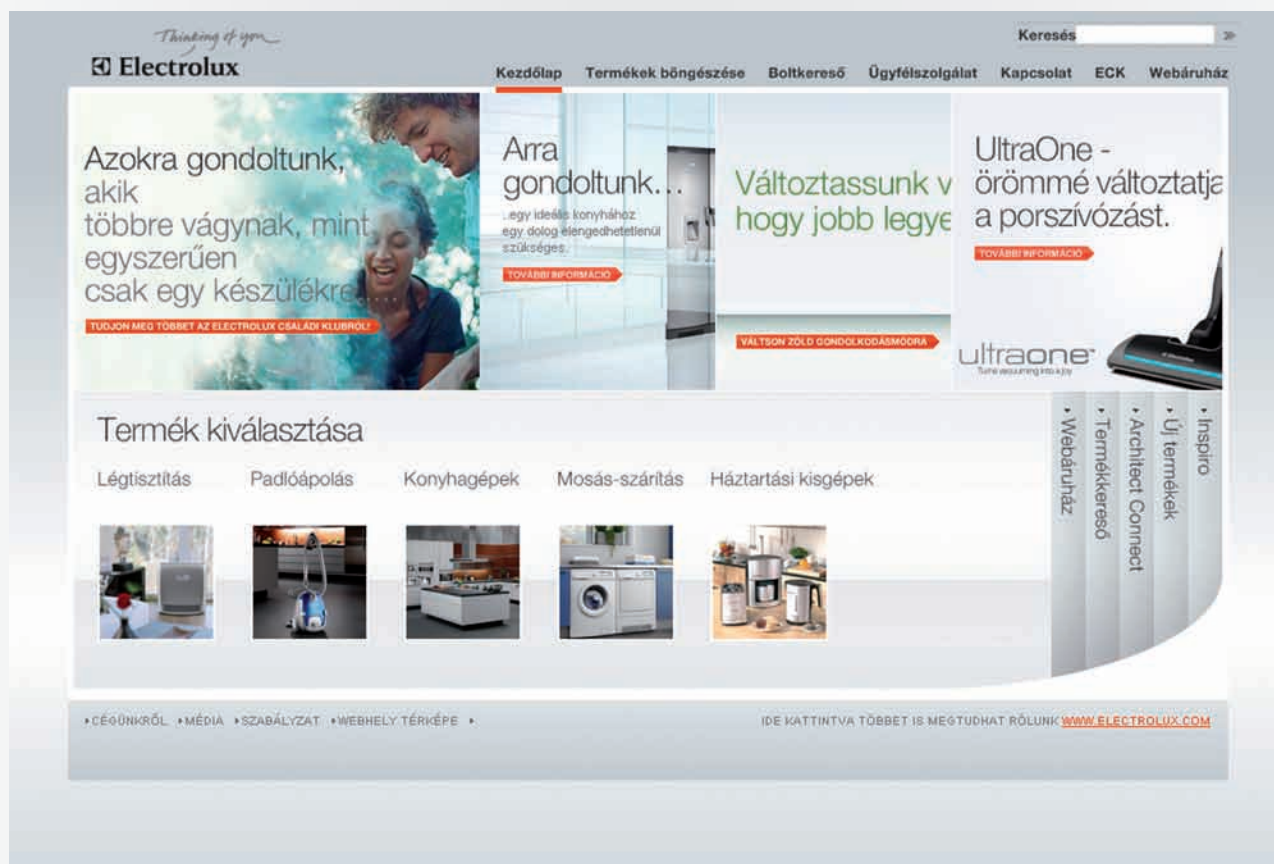 Thinking of you
Electrolux
Keresés
Kezdőlap Termékek böngészése Boltkereső Ügyfélszolgálat Kapcsolat ECK Webáruház
Azokra gondoltunk,
akik
többre vágynak, mint
egyszerűen
csak egy készülékre.....
TUDJON MEG TÖBBET AZ ELECTROLUX CSALÁDI KLUBRÓL!
Arra
gondoltunk...
...egy ideális konyhához
egy dolog elengedhetetlenül
szükséges.
TOVÁBBI INFORMÁCIÓ
Változtassunk v
hogy jobb legye
VÁLTSON ZÖLD GONDOLKODÁSMÓDRA
UltraOne -
örömmé változtatja
a porszívózást.
TOVÁBBI INFORMÁCIÓ
ultraone
Turns vacuuming into a joy
Termék kiválasztása
Légtisztítás Padlóápolás Konyhagépek Mosás-szárítás Háztartási kisgépek
Webáruház
Termékkereső
Architect Connect
Új termékek
Inspiro
CÉGÜNKRŐL MÉDIA SZABÁLYZAT WEBHELY TÉRKÉPE
IDE KATTINTVA TÖBBET IS MEGTUDHAT RÓLUNK WWW.ELECTROLUX.COM